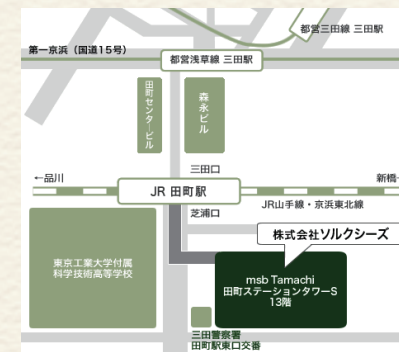 都営三田線 三田駅
第一京浜（国道15号）
都営浅草線 三田駅
田町センタービル
森永ビル
三田口
←品川
新橋
JR 田町駅
JR山手線・京浜東北線
芝浦口
株式会社ソルクシーズ
東京工業大学付属
科学技術高等学校
msb Tamachi
田町ステーションタワーS
13階
三田警察署
田町駅東口交番